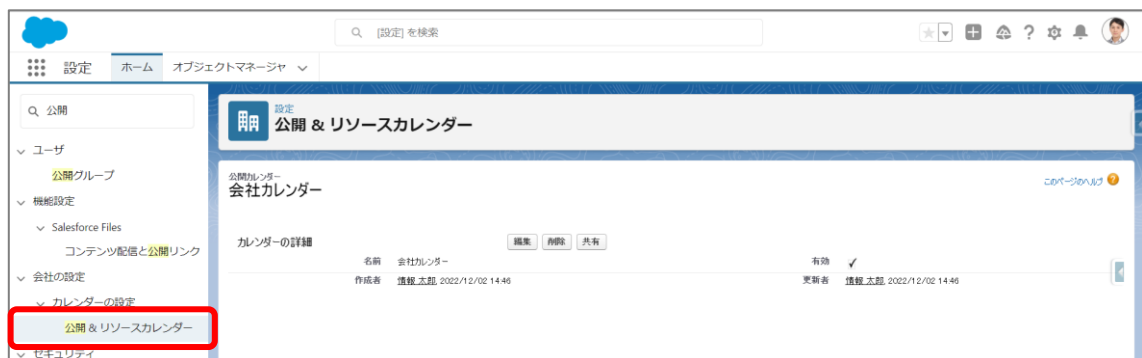 [設定] を検索
設定 ホーム オブジェクトマネージャ
公開
ユーザ
公開グループ
機能設定
Salesforce Files
コンテンツ配信と公開リンク
会社の設定
カレンダーの設定
公開 & リソースカレンダー
セキュリティ
設定
公開 & リソースカレンダー
公開カレンダー
会社カレンダー
このページのヘルプ
カレンダーの詳細 編集 削除 共有
名前 会社カレンダー 有効
作成者 情報 太郎, 2022/12/02 14:46 更新者 情報 太郎, 2022/12/02 14:46